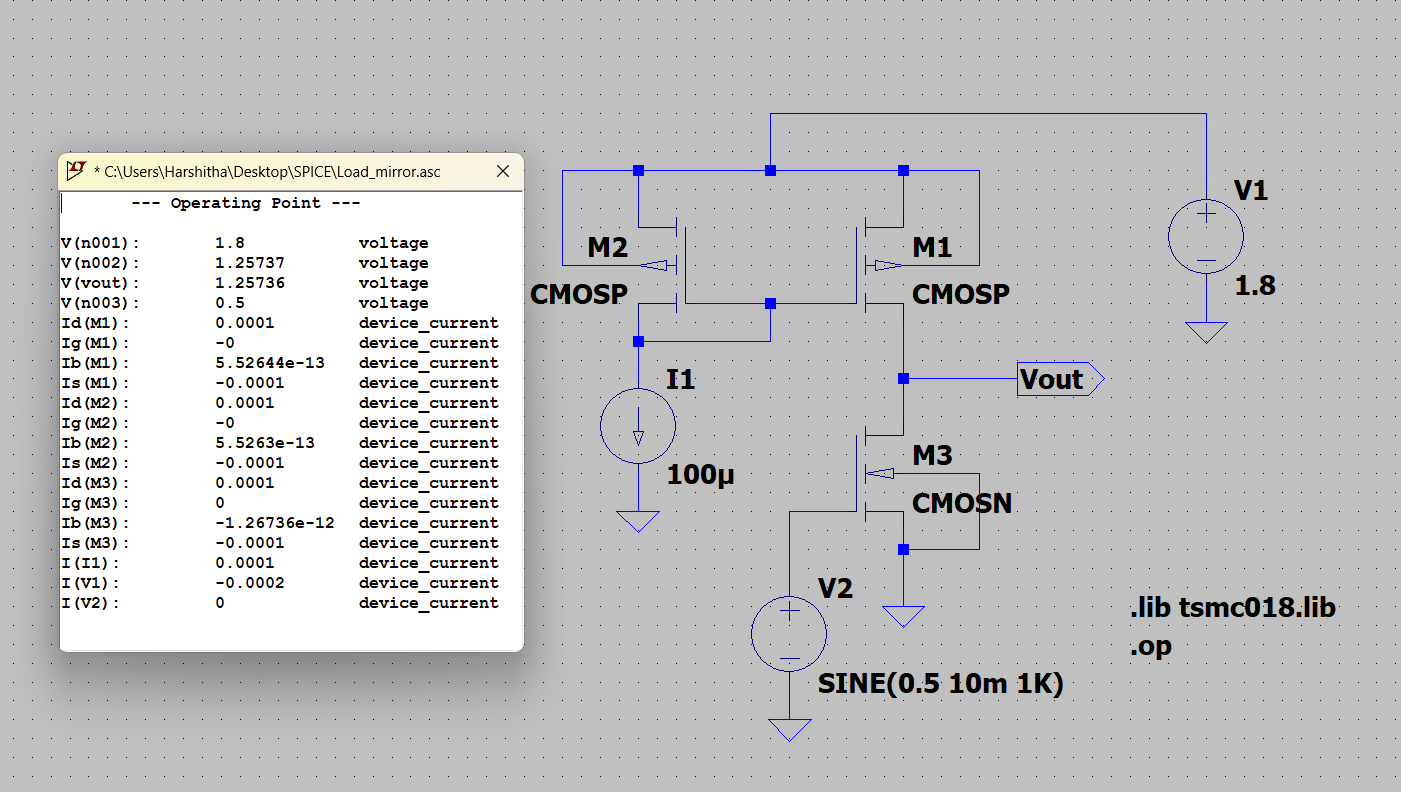 * C:\Users\Harshitha\Desktop\SPICE\Load_mirror.asc
--- Operating Point ---
V(n001): 1.8 voltage
V(n002): 1.25737 voltage
V(vout): 1.25736 voltage
V(n003): 0.5 voltage
Id(M1): 0.0001 device_current
Ig(M1): -0 device_current
Ib(M1): 5.52644e-13 device_current
Is(M1): -0.0001 device_current
Id(M2): 0.0001 device_current
Ig(M2): -0 device_current
Ib(M2): 5.5263e-13 device_current
Is(M2): -0.0001 device_current
Id(M3): 0.0001 device_current
Ig(M3): 0 device_current
Ib(M3): -1.26736e-12 device_current
Is(M3): -0.0001 device_current
I(I1): 0.0001 device_current
I(V1): -0.0002 device_current
I(V2): 0 device_current
M2
CMOSP
M1
CMOSP
V1
1.8
I1
100µ
Vout
M3
CMOSN
V2
SINE(0.5 10m 1K)
.lib tsmc018.lib
.op